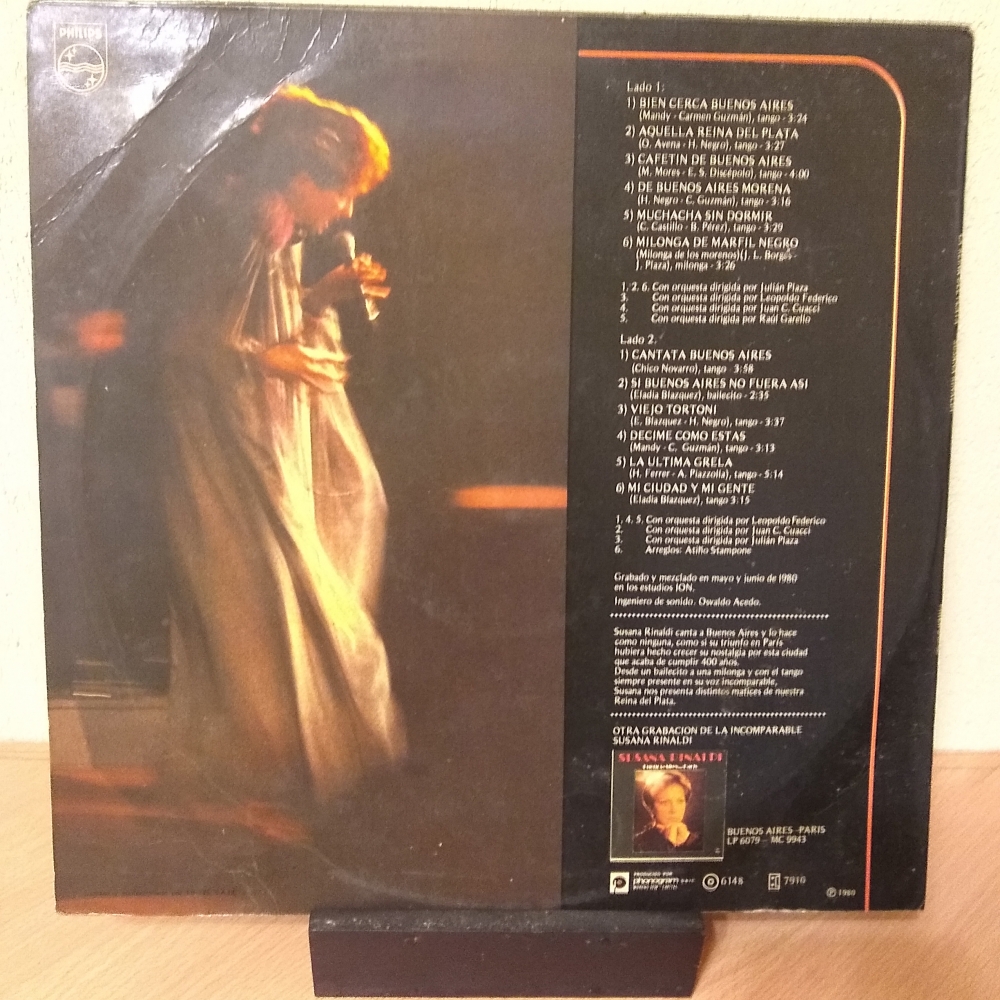 PHILIPS
Lado 1:
1) BIEN CERCA BUENOS AIRES
(Mandy - Carmen Guzmán), tango - 3:24
2) AQUELLA REINA DEL PLATA
(O. Avena - H. Negro), tango - 3:27
3) CAFETIN DE BUENOS AIRES
(M. Mores - E. S. Discépolo), tango - 4:00
4) DE BUENOS AIRES MORENA
(H. Negro - C. Guzmán), tango - 3:16
5) MUCHACHA SIN DORMIR
(C. Castillo - B. Pérez), tango - 3:29
6) MILONGA DE MARFIL NEGRO
(Milonga de los morenos)(J. L. Borges -
J. Plaza), milonga - 3:26
1. 2. 6. Con orquesta dirigida por Julián Plaza
3. Con orquesta dirigida por Leopoldo Federico
4. Con orquesta dirigida por Juan C. Cuacci
5. Con orquesta dirigida por Raúl Garello
Lado 2.
1) CANTATA BUENOS AIRES
(Chico Novarro), tango 3:58
2) SI BUENOS AIRES NO FUERA ASI
(Eladia Blazquez), bailecito - 2:35
3) VIEJO TORTONI
(E. Blazquez - H. Negro), tango - 3:37
4) DECIME COMO ESTAS
(Mandy - C. Guzmán), tango - 3:13
5) LA ULTIMA GRELA
(H. Ferrer - A. Piazzolla), tango - 5:14
6) MI CIUDAD Y MI GENTE
(Eladia Blazquez), tango 3:15
1. 4. 5. Con orquesta dirigida por Leopoldo Federico
2. Con orquesta dirigida por Juan C. Cuacci
3. Con orquesta dirigida por Julián Plaza
6. Arreglos: Atilio Stampone
Grabado y mezclado en mayo y junio de 1980
en los estudios ION.
Ingeniero de sonido. Osvaldo Acedo.
Susana Rinaldi canta a Buenos Aires y lo hace
como ninguna, como si su triunfo en París
hubiera hecho crecer su nostalgia por esta ciudad
que acaba de cumplir 400 años.
Desde un bailecito a una milonga y con el tango
siempre presente en su voz incomparable,
Susana nos presenta distintos matices de nuestra
Reina del Plata.
OTRA GRABACION DE LA INCOMPARABLE
SUSANA RINALDI
SUSANA RINALDI
BUENOS AIRES - PARIS
LP 6079 - MC 9943
PRODUCIDO POR
phonogram
6148
7910
℗ 1980